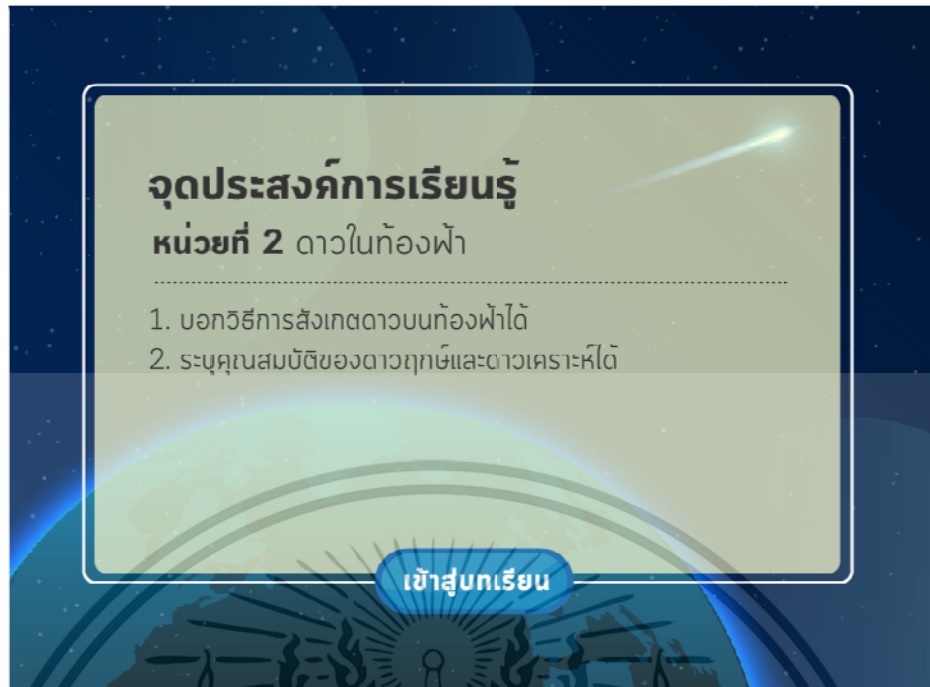 จุดประสงค์การเรียนรู้
หน่วยที่ 2 ดาวในท้องฟ้า
1. บอกวิธีการสังเกตดาวบนท้องฟ้าได้
2. ระบุคุณสมบัติของดาวฤกษ์และดาวเคราะห์ได้
เข้าสู่บทเรียน